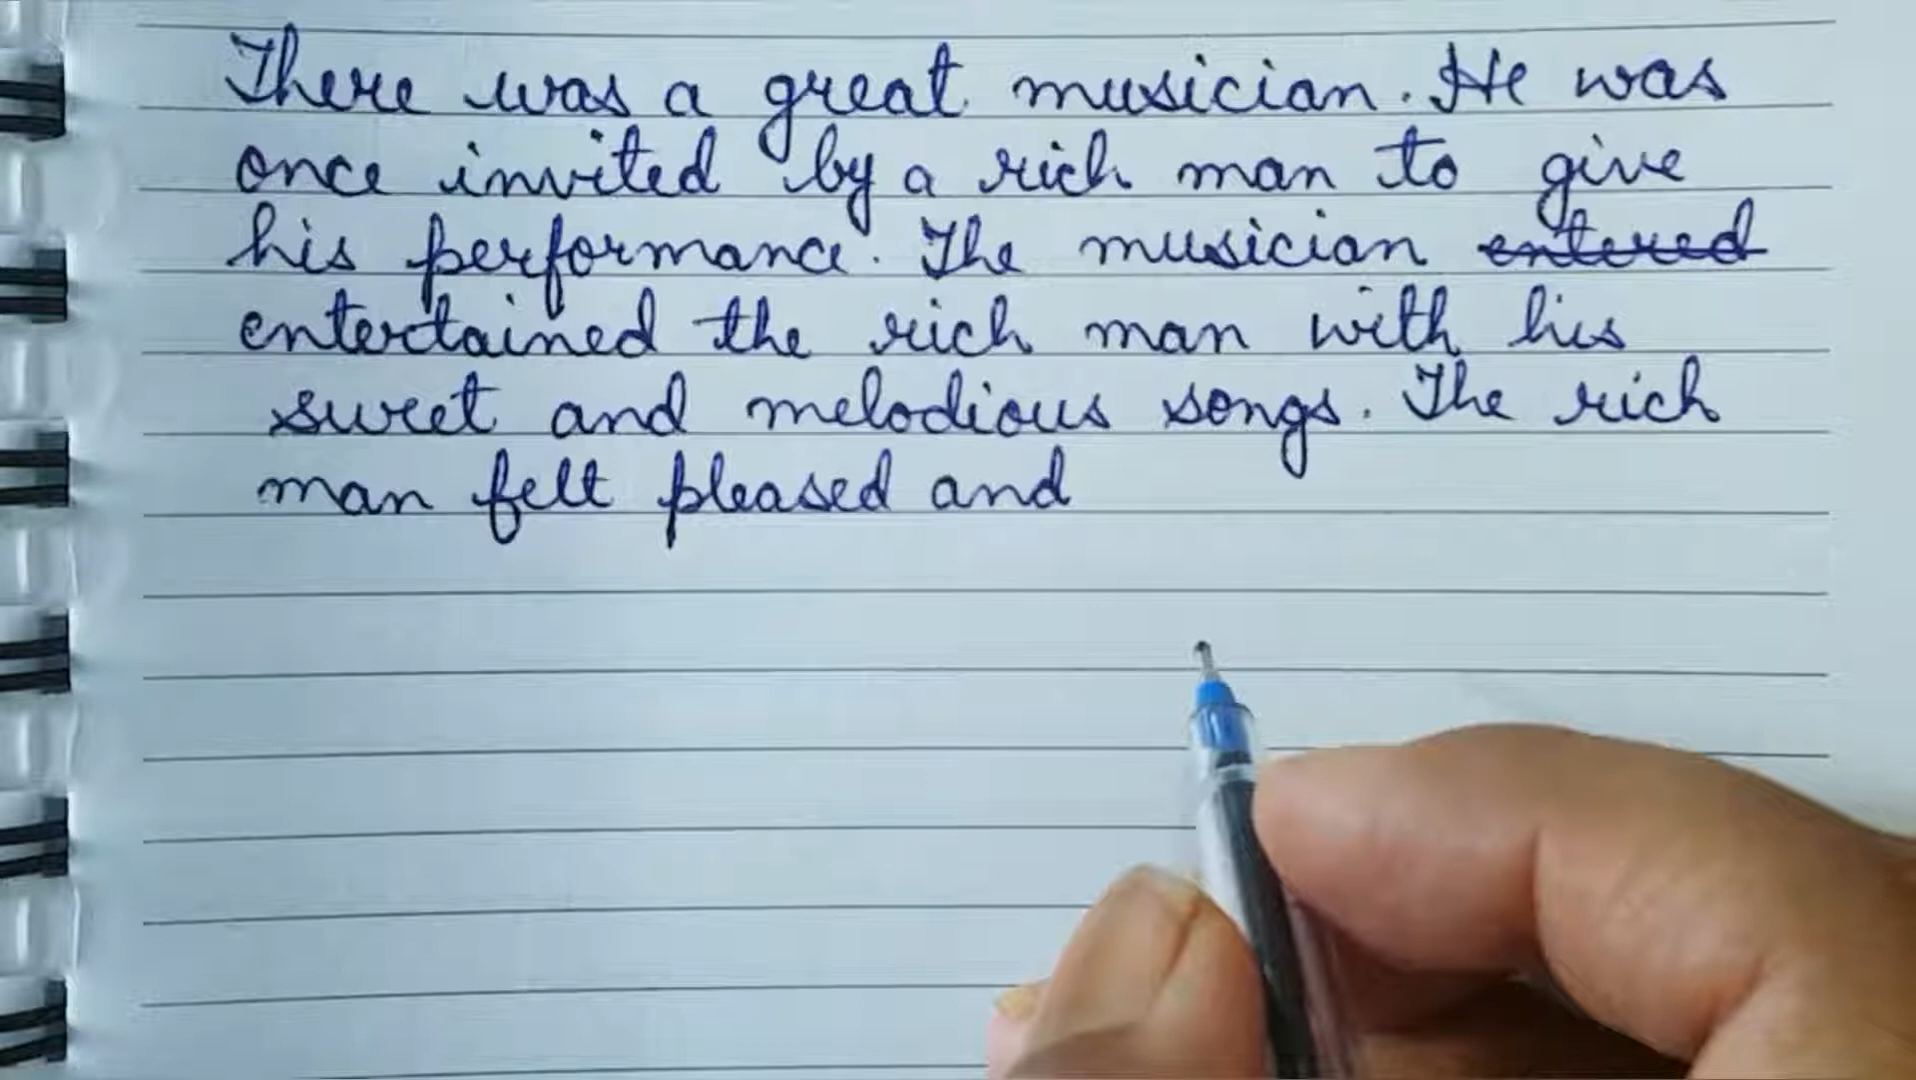 There was a great musician. He was
once invited by a rich man to give
his performance. The musician entered
entertained the rich man with his
sweet and melodious songs. The rich
man felt pleased and